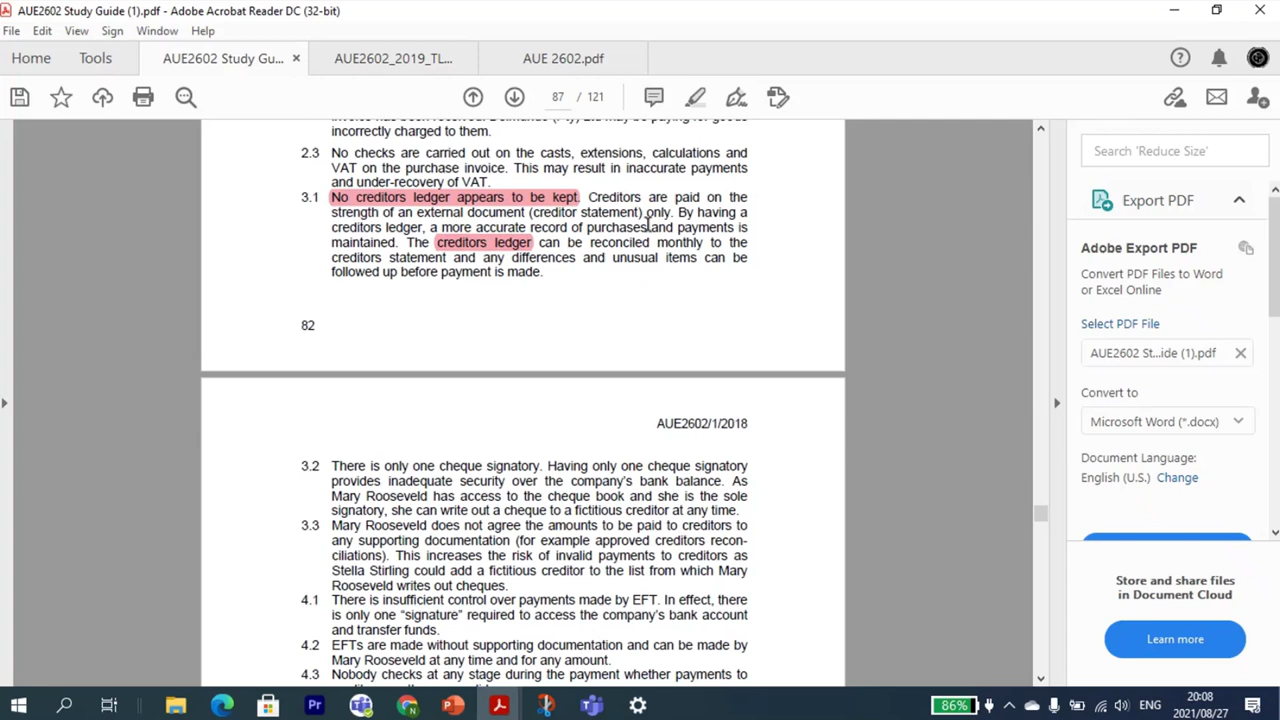 AUE2602 Study Guide (1).pdf - Adobe Acrobat Reader DC (32-bit)
File Edit View Sign Window Help
Home Tools AUE2602 Study Gu... × AUE2602_2019_TL... AUE 2602.pdf
87 / 121
incorrectly charged to them.
2.3 No checks are carried out on the casts, extensions, calculations and
VAT on the purchase invoice. This may result in inaccurate payments
and under-recovery of VAT.
3.1 No creditors ledger appears to be kept. Creditors are paid on the
strength of an external document (creditor statement) only. By having a
creditors ledger, a more accurate record of purchases and payments is
maintained. The creditors ledger can be reconciled monthly to the
creditors statement and any differences and unusual items can be
followed up before payment is made.
82
AUE2602/1/2018
3.2 There is only one cheque signatory. Having only one cheque signatory
provides inadequate security over the company's bank balance. As
Mary Rooseveld has access to the cheque book and she is the sole
signatory, she can write out a cheque to a fictitious creditor at any time.
3.3 Mary Rooseveld does not agree the amounts to be paid to creditors to
any supporting documentation (for example approved creditors recon-
ciliations). This increases the risk of invalid payments to creditors as
Stella Stirling could add a fictitious creditor to the list from which Mary
Rooseveld writes out cheques.
4.1 There is insufficient control over payments made by EFT. In effect, there
is only one “signature” required to access the company's bank account
and transfer funds.
4.2 EFTs are made without supporting documentation and can be made by
Mary Rooseveld at any time and for any amount.
4.3 Nobody checks at any stage during the payment whether payments to
Search 'Reduce Size'
Export PDF
Adobe Export PDF
Convert PDF Files to Word
or Excel Online
Select PDF File
AUE2602 St...ide (1).pdf
Convert to
Microsoft Word (*.docx)
Document Language:
English (U.S.) Change
Store and share files
in Document Cloud
Learn more
86% ENG 20:08
2021/08/27